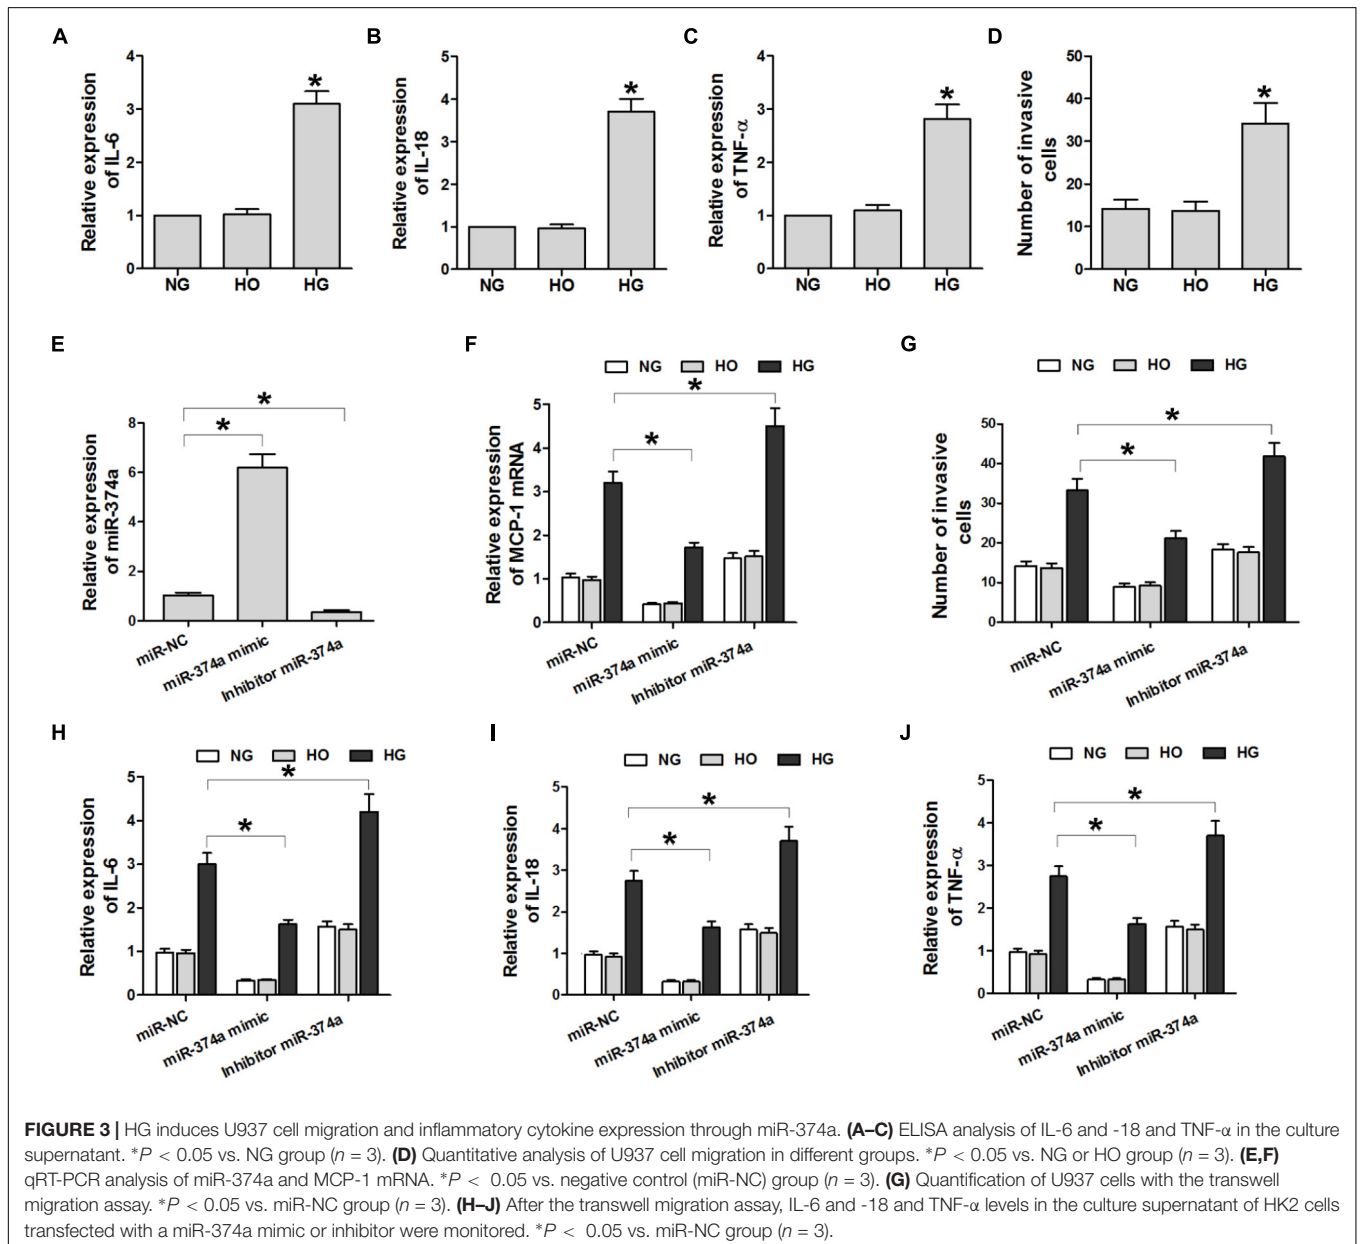 A
Relative expression
of IL-6
4
3
2
1
0
*
NG HO HG
B
Relative expression
of IL-18
5
4
3
2
1
0
*
NG HO HG
C
Relative expression
of TNF-α
4
3
2
1
0
*
NG HO HG
D
Number of invasive
cells
50
40
30
20
10
0
*
NG HO HG
E
Relative expression
of miR-374a
8
6
4
2
0
*
*
miR-NC
miR-374a mimic
Inhibitor miR-374a
F
NG HO HG
Relative expression
of MCP-1 mRNA
5
4
3
2
1
0
*
*
miR-NC
miR-374a mimic
Inhibitor miR-374a
G
NG HO HG
Number of invasive
cells
50
40
30
20
10
0
*
*
miR-NC
miR-374a mimic
Inhibitor miR-374a
H
NG HO HG
Relative expression
of IL-6
5
4
3
2
1
0
*
*
miR-NC
miR-374a mimic
Inhibitor miR-374a
I
NG HO HG
Relative expression
of IL-18
5
4
3
2
1
0
*
*
miR-NC
miR-374a mimic
Inhibitor miR-374a
J
NG HO HG
Relative expression
of TNF-α
5
4
3
2
1
0
*
*
miR-NC
miR-374a mimic
Inhibitor miR-374a
FIGURE 3 | HG induces U937 cell migration and inflammatory cytokine expression through miR-374a. (A–C) ELISA analysis of IL-6 and -18 and TNF-α in the culture
supernatant. *P < 0.05 vs. NG group (n = 3). (D) Quantitative analysis of U937 cell migration in different groups. *P < 0.05 vs. NG or HO group (n = 3). (E,F)
qRT-PCR analysis of miR-374a and MCP-1 mRNA. *P < 0.05 vs. negative control (miR-NC) group (n = 3). (G) Quantification of U937 cells with the transwell
migration assay. *P < 0.05 vs. miR-NC group (n = 3). (H–J) After the transwell migration assay, IL-6 and -18 and TNF-α levels in the culture supernatant of HK2 cells
transfected with a miR-374a mimic or inhibitor were monitored. *P < 0.05 vs. miR-NC group (n = 3).